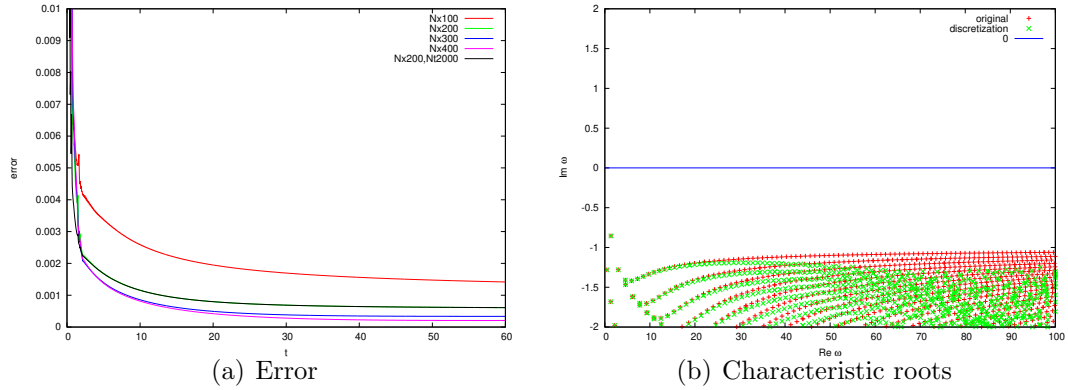 0.01
0.009
0.008
0.007
0.006
0.005
0.004
0.003
0.002
0.001
0
error
0 10 20 30 40 50 60
t
Nx100
Nx200
Nx300
Nx400
Nx200,Nt2000
(a) Error
2
1.5
1
0.5
0
-0.5
-1
-1.5
-2
Im ω
0 10 20 30 40 50 60 70 80 90 100
Re ω
original
discretization
0
(b) Characteristic roots